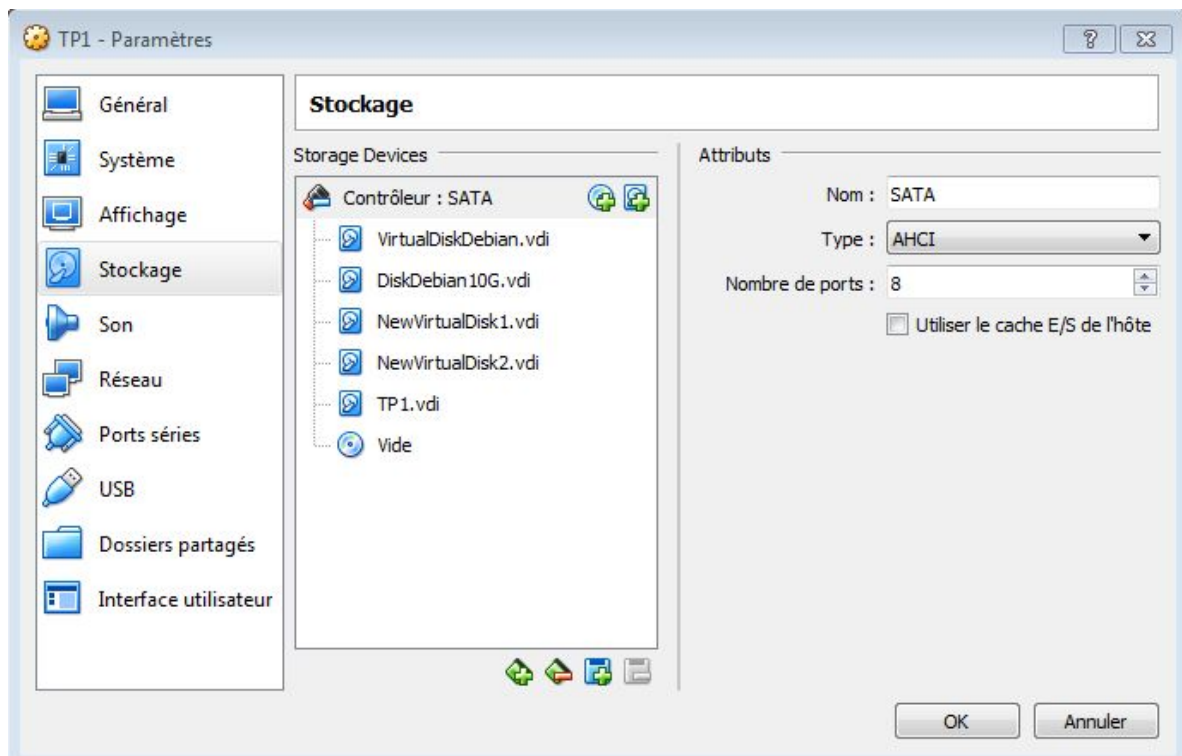 TP1 - Paramètres
Général
Système
Affichage
Stockage
Son
Réseau
Ports séries
USB
Dossiers partagés
Interface utilisateur
Stockage
Storage Devices
Contrôleur : SATA
VirtualDiskDebian.vdi
DiskDebian10G.vdi
NewVirtualDisk1.vdi
NewVirtualDisk2.vdi
TP1.vdi
Vide
Attributs
Nom : SATA
Type : AHCI
Nombre de ports : 8
Utiliser le cache E/S de l'hôte
OK
Annuler